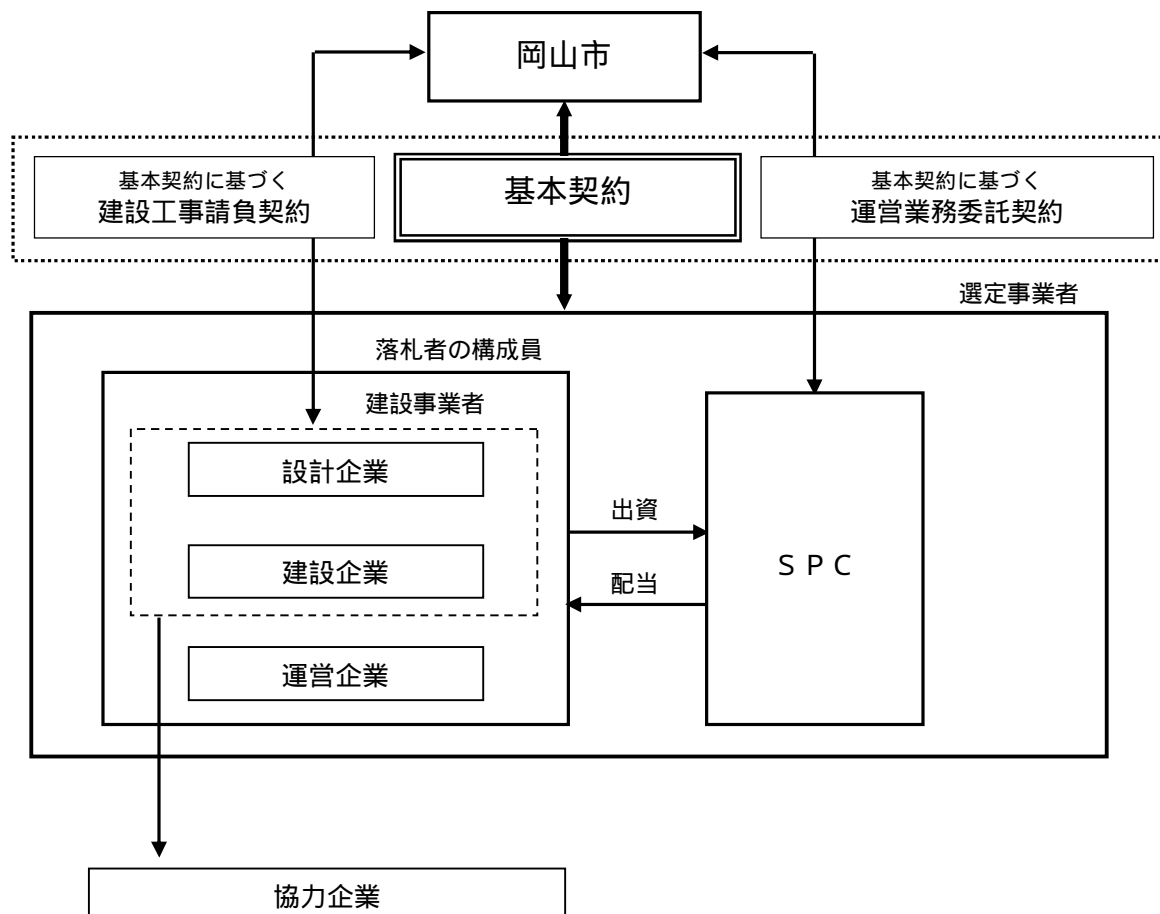 岡山市
基本契約に基づく
建設工事請負契約
基本契約
基本契約に基づく
運営業務委託契約
選定事業者
落札者の構成員
建設事業者
設計企業
建設企業
運営企業
出資
配当
ＳＰＣ
協力企業